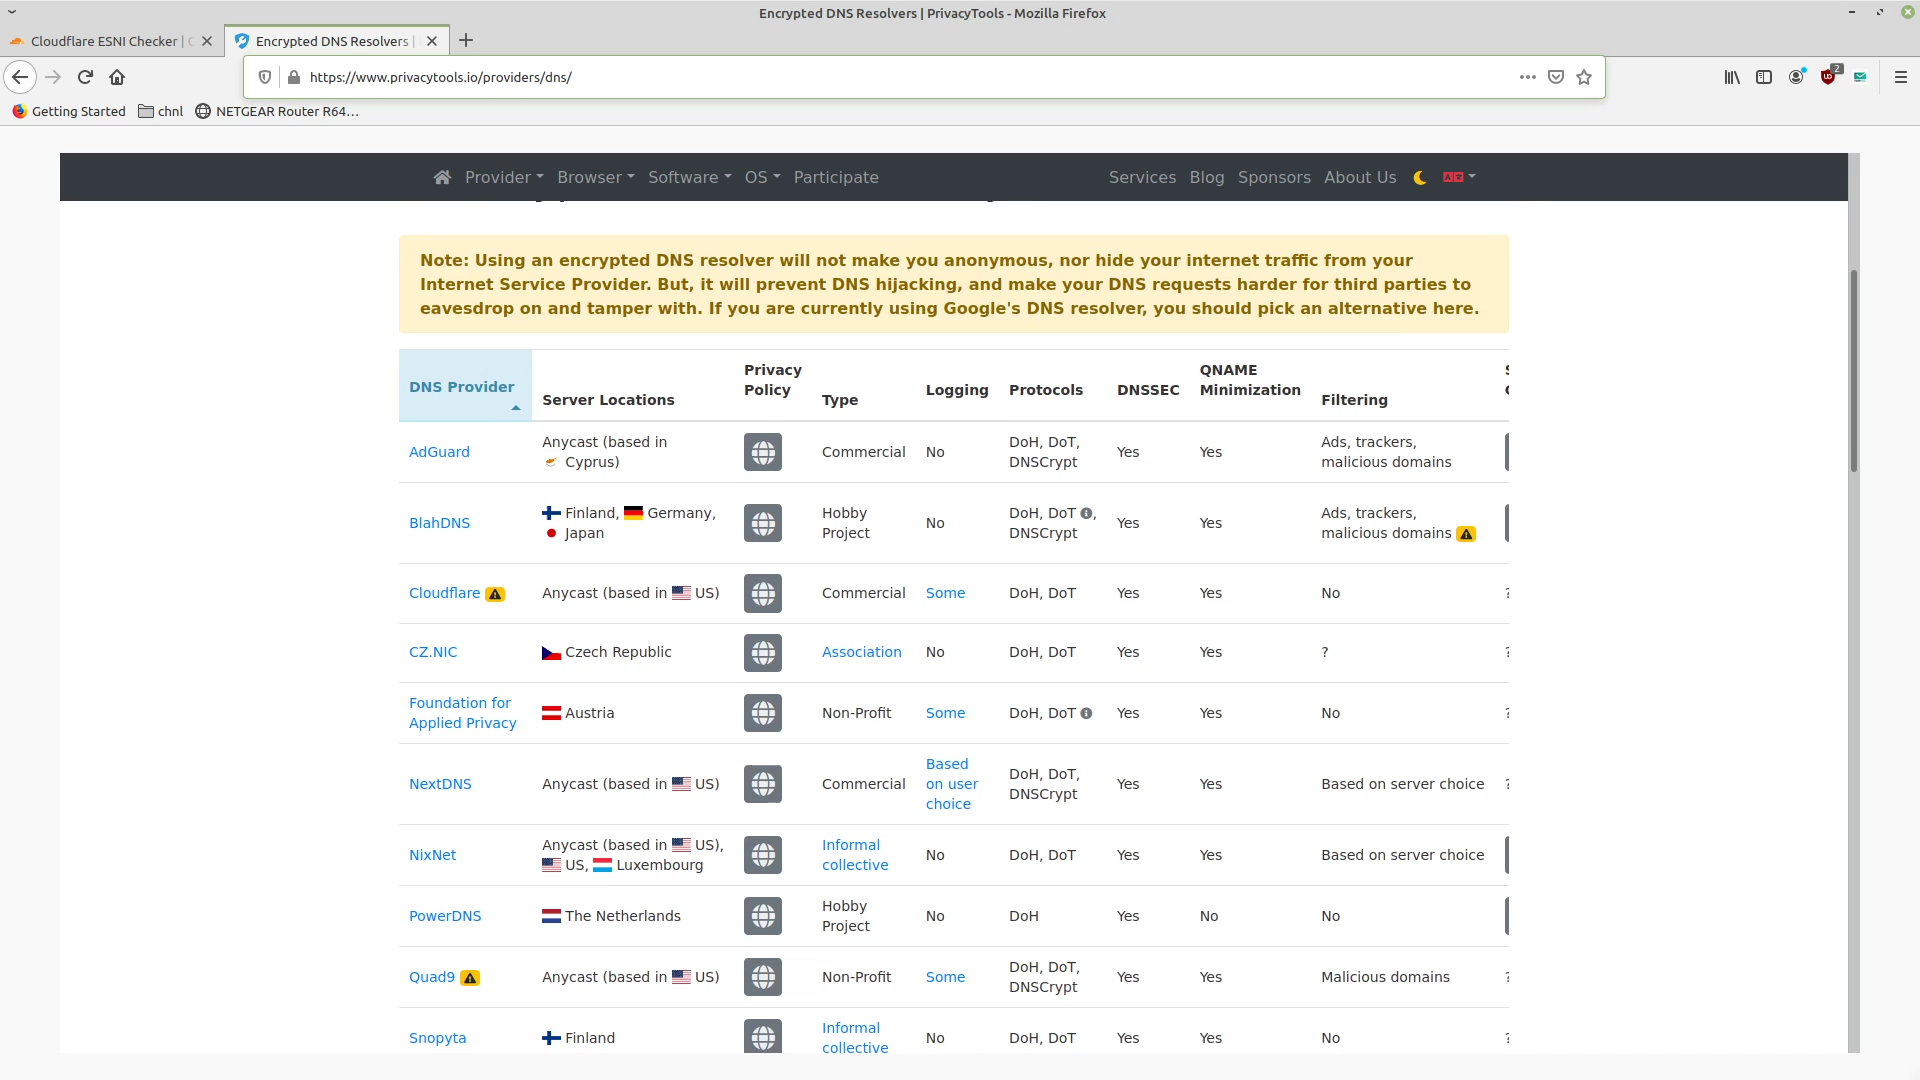 Encrypted DNS Resolvers | PrivacyTools - Mozilla Firefox
Cloudflare ESNI Checker |
Encrypted DNS Resolvers |
https://www.privacytools.io/providers/dns/
2
Getting Started
chnl
NETGEAR Router R64…
Provider
Browser
Software
OS
Participate
Services
Blog
Sponsors
About Us
Note: Using an encrypted DNS resolver will not make you anonymous, nor hide your internet traffic from your
Internet Service Provider. But, it will prevent DNS hijacking, and make your DNS requests harder for third parties to
eavesdrop on and tamper with. If you are currently using Google's DNS resolver, you should pick an alternative here.
DNS Provider
Server Locations
Privacy
Policy
Type
Logging
Protocols
DNSSEC
QNAME
Minimization
Filtering
AdGuard
Anycast (based in
Cyprus)
Commercial
No
DoH, DoT,
DNSCrypt
Yes
Yes
Ads, trackers,
malicious domains
BlahDNS
Finland, Germany,
Japan
Hobby
Project
No
DoH, DoT ,
DNSCrypt
Yes
Yes
Ads, trackers,
malicious domains
Cloudflare
Anycast (based in US)
Commercial
Some
DoH, DoT
Yes
Yes
No
?
CZ.NIC
Czech Republic
Association
No
DoH, DoT
Yes
Yes
?
?
Foundation for
Applied Privacy
Austria
Non-Profit
Some
DoH, DoT
Yes
Yes
No
?
NextDNS
Anycast (based in US)
Commercial
Based
on user
choice
DoH, DoT,
DNSCrypt
Yes
Yes
Based on server choice
?
NixNet
Anycast (based in US),
US, Luxembourg
Informal
collective
No
DoH, DoT
Yes
Yes
Based on server choice
PowerDNS
The Netherlands
Hobby
Project
No
DoH
Yes
No
No
Quad9
Anycast (based in US)
Non-Profit
Some
DoH, DoT,
DNSCrypt
Yes
Yes
Malicious domains
?
Snopyta
Finland
Informal
collective
No
DoH, DoT
Yes
Yes
No
?